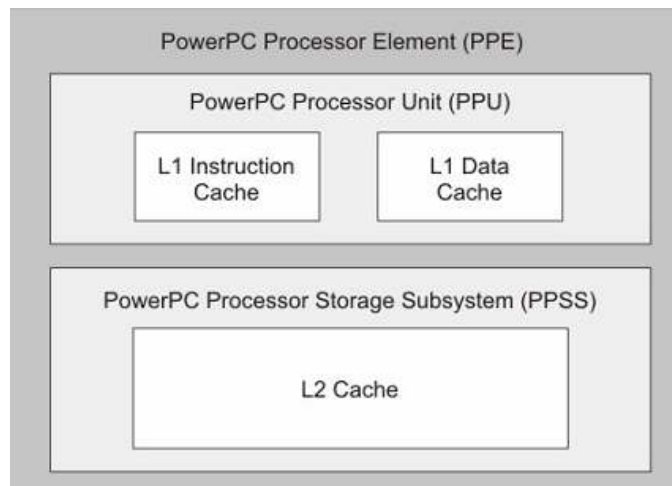 PowerPC Processor Element (PPE)
PowerPC Processor Unit (PPU)
L1 Instruction
Cache
L1 Data
Cache
PowerPC Processor Storage Subsystem (PPSS)
L2 Cache